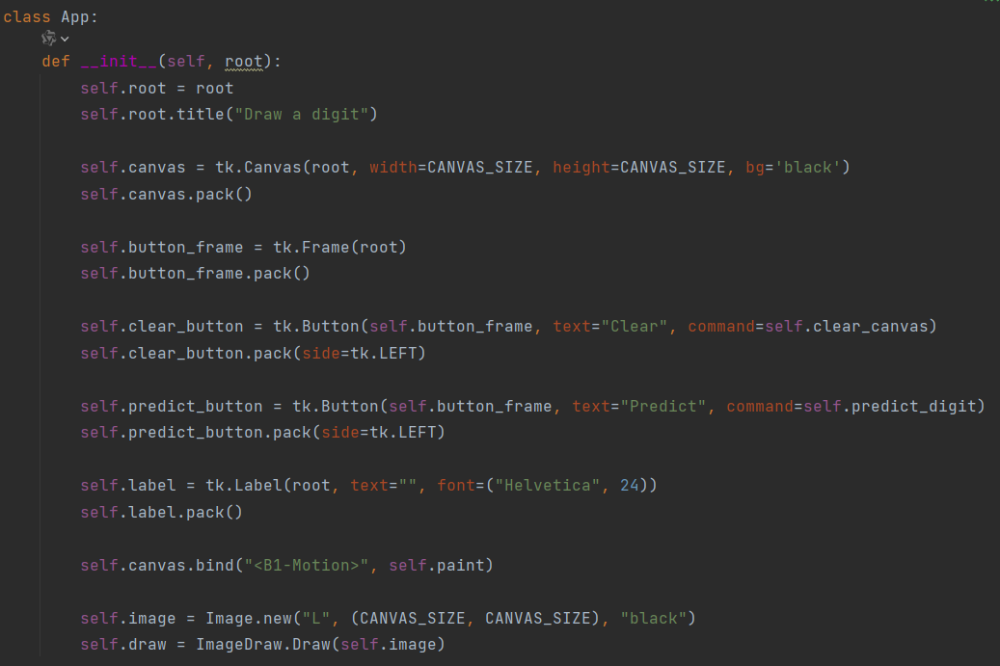 class App:
    def __init__(self, root):
        self.root = root
        self.root.title("Draw a digit")

        self.canvas = tk.Canvas(root, width=CANVAS_SIZE, height=CANVAS_SIZE, bg='black')
        self.canvas.pack()

        self.button_frame = tk.Frame(root)
        self.button_frame.pack()

        self.clear_button = tk.Button(self.button_frame, text="Clear", command=self.clear_canvas)
        self.clear_button.pack(side=tk.LEFT)

        self.predict_button = tk.Button(self.button_frame, text="Predict", command=self.predict_digit)
        self.predict_button.pack(side=tk.LEFT)

        self.label = tk.Label(root, text="", font=("Helvetica", 24))
        self.label.pack()

        self.canvas.bind("<B1-Motion>", self.paint)

        self.image = Image.new("L", (CANVAS_SIZE, CANVAS_SIZE), "black")
        self.draw = ImageDraw.Draw(self.image)